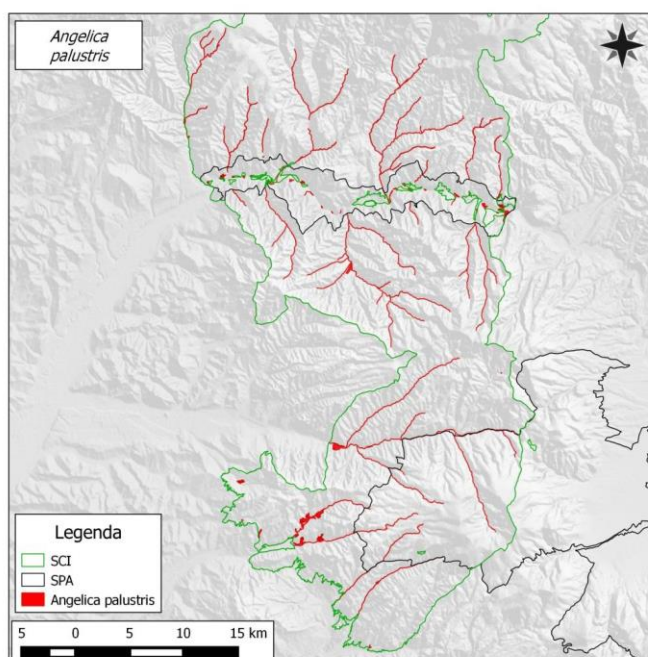 Angelica
palustris
Legenda
SCI
SPA
Angelica palustris
5 0 5 10 15 km